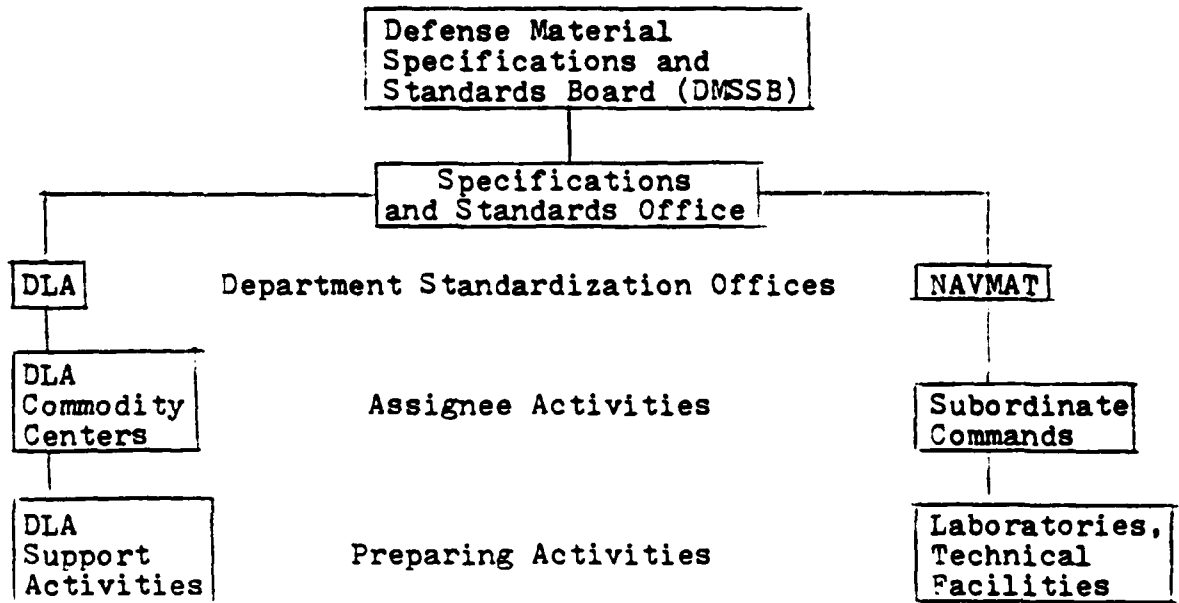 Defense Material
Specifications and
Standards Board (DMSSB)
Specifications
and Standards Office
DLA
Department Standardization Offices
NAVMAT
DLA
Commodity
Centers
Assignee Activities
Subordinate
Commands
DLA
Support
Activities
Preparing Activities
Laboratories,
Technical
Facilities